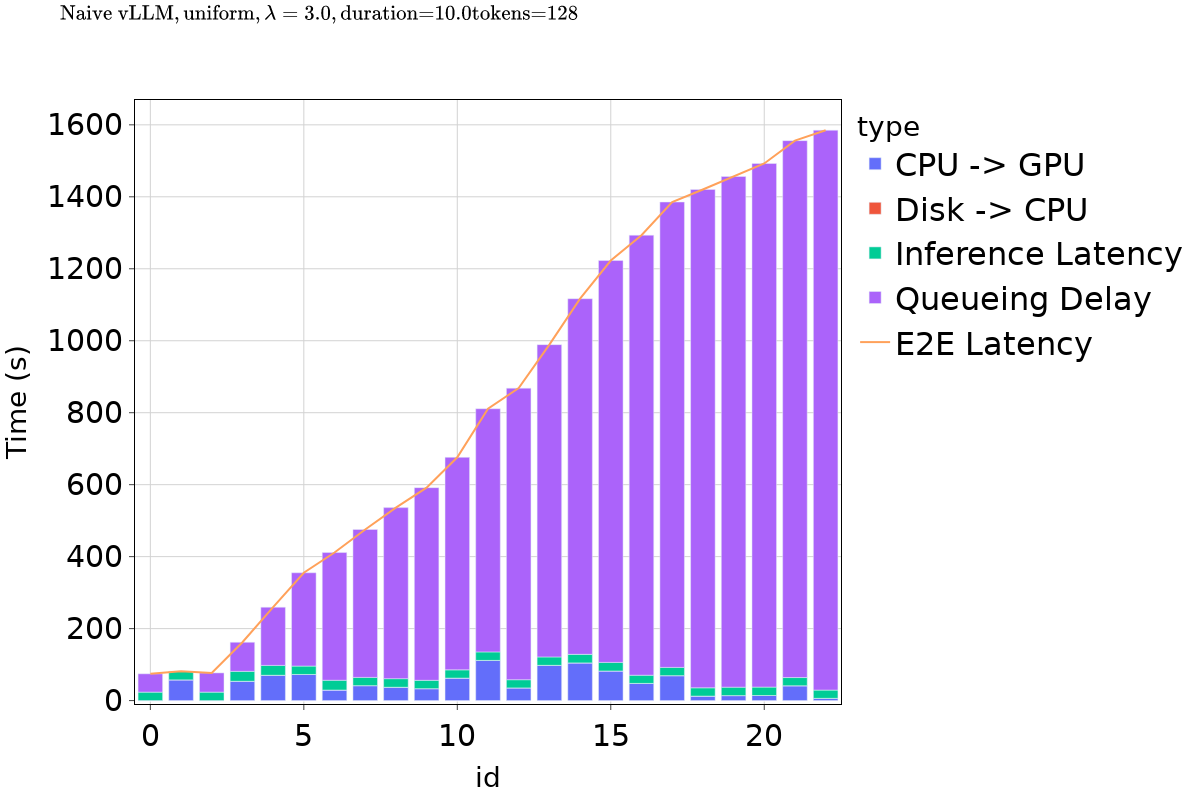 Naive vLLM, uniform, λ = 3.0, duration=10.0tokens=128
1600
1400
1200
1000
800
600
400
200
0
Time (s)
0 5 10 15 20
id
type
CPU -> GPU
Disk -> CPU
Inference Latency
Queueing Delay
E2E Latency